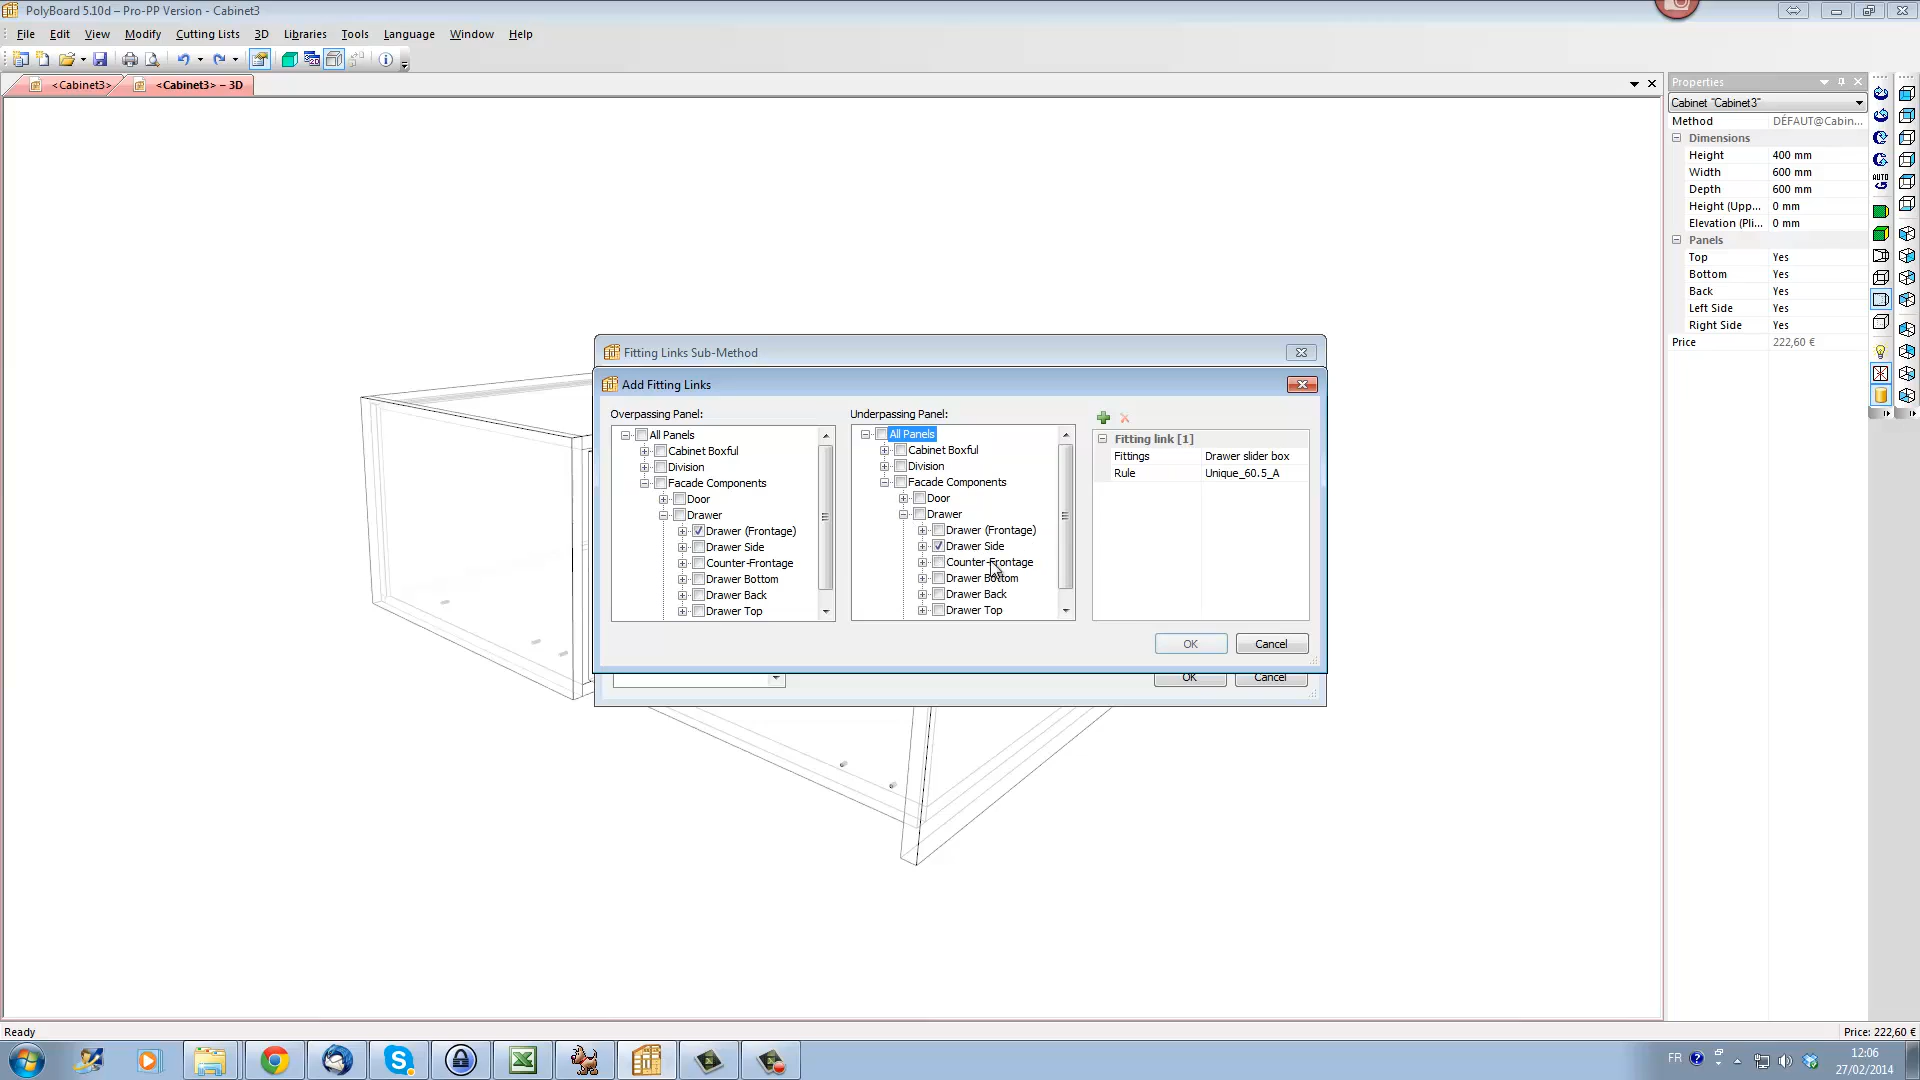 PolyBoard 5.10d – Pro-PP Version - Cabinet3
File Edit View Modify Cutting Lists 3D Libraries Tools Language Window Help
<Cabinet3> <Cabinet3> – 3D
Properties
Cabinet "Cabinet3"
Method DÉFAUT@Cabin...
Dimensions
Height 400 mm
Width 600 mm
Depth 600 mm
Height (Upp... 0 mm
Elevation (Pli... 0 mm
Panels
Top Yes
Bottom Yes
Back Yes
Left Side Yes
Right Side Yes
Price 222,60 €
AUTO
Fitting Links Sub-Method
Add Fitting Links
Overpassing Panel:
All Panels
Cabinet Boxful
Division
Facade Components
Door
Drawer
Drawer (Frontage)
Drawer Side
Counter-Frontage
Drawer Bottom
Drawer Back
Drawer Top
Underpassing Panel:
All Panels
Cabinet Boxful
Division
Facade Components
Door
Drawer
Drawer (Frontage)
Drawer Side
Counter-Frontage
Drawer Bottom
Drawer Back
Drawer Top
Fitting link [1]
Fittings Drawer slider box
Rule Unique_60.5_A
OK Cancel
OK Cancel
Ready
Price: 222,60 €
FR
12:06
27/02/2014